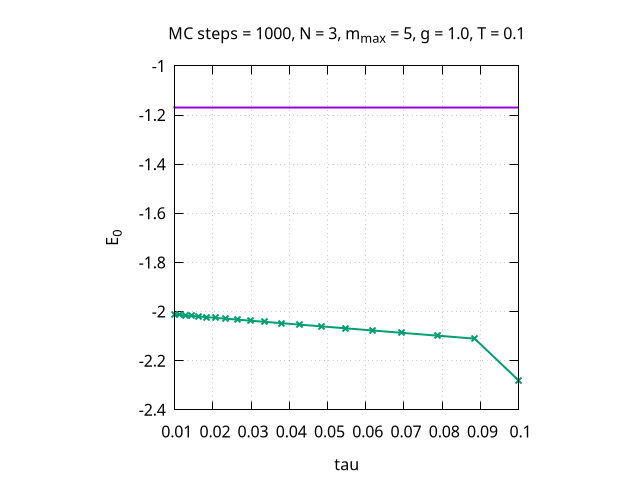 MC steps = 1000, N = 3, m_max = 5, g = 1.0, T = 0.1
-1
-1.2
-1.4
-1.6
-1.8
-2
-2.2
-2.4
E_0
0.01 0.02 0.03 0.04 0.05 0.06 0.07 0.08 0.09 0.1
tau